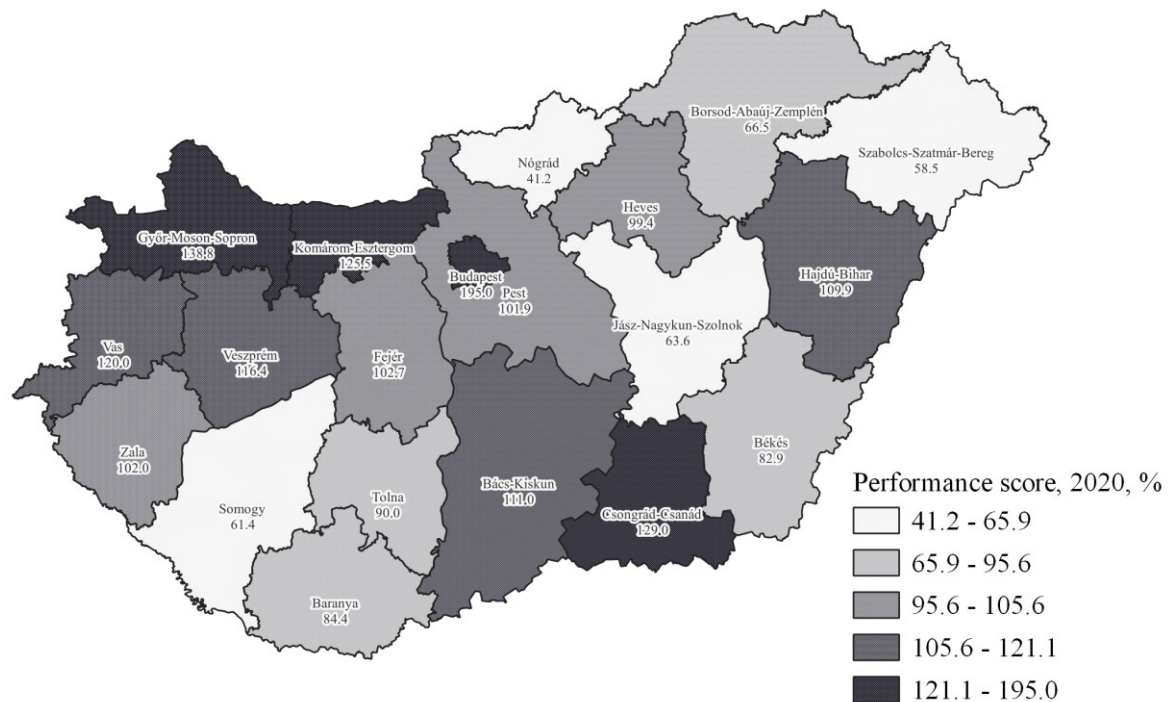 Borsod-Abaúj-Zemplén
66.5
Szabolcs-Szatmár-Bereg
58.5
Nógrád
41.2
Heves
99.4
Győr-Moson-Sopron
138.8
Komárom-Esztergom
125.5
Budapest
195.0
Pest
101.9
Hajdú-Bihar
109.9
Jász-Nagykun-Szolnok
63.6
Vas
120.0
Veszprém
116.4
Fejér
102.7
Zala
102.0
Somogy
61.4
Tolna
90.0
Bács-Kiskun
111.0
Csongrád-Csanád
129.0
Békés
82.9
Baranya
84.4
Performance score, 2020, %
41.2 - 65.9
65.9 - 95.6
95.6 - 105.6
105.6 - 121.1
121.1 - 195.0